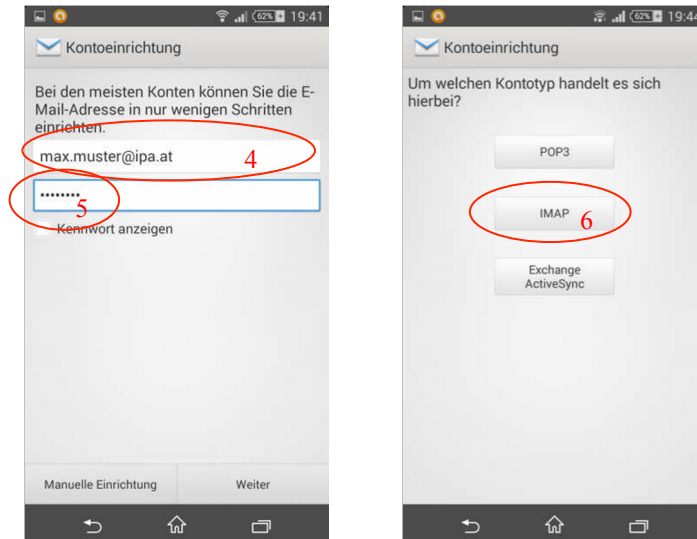 62% 19:41
Kontoeinrichtung
Bei den meisten Konten können Sie die E-
Mail-Adresse in nur wenigen Schritten
einrichten.
max.muster@ipa.at 4
•••••••• 5
Kennwort anzeigen
Manuelle Einrichtung Weiter
62% 19:44
Kontoeinrichtung
Um welchen Kontotyp handelt es sich
hierbei?
POP3
IMAP 6
Exchange
ActiveSync